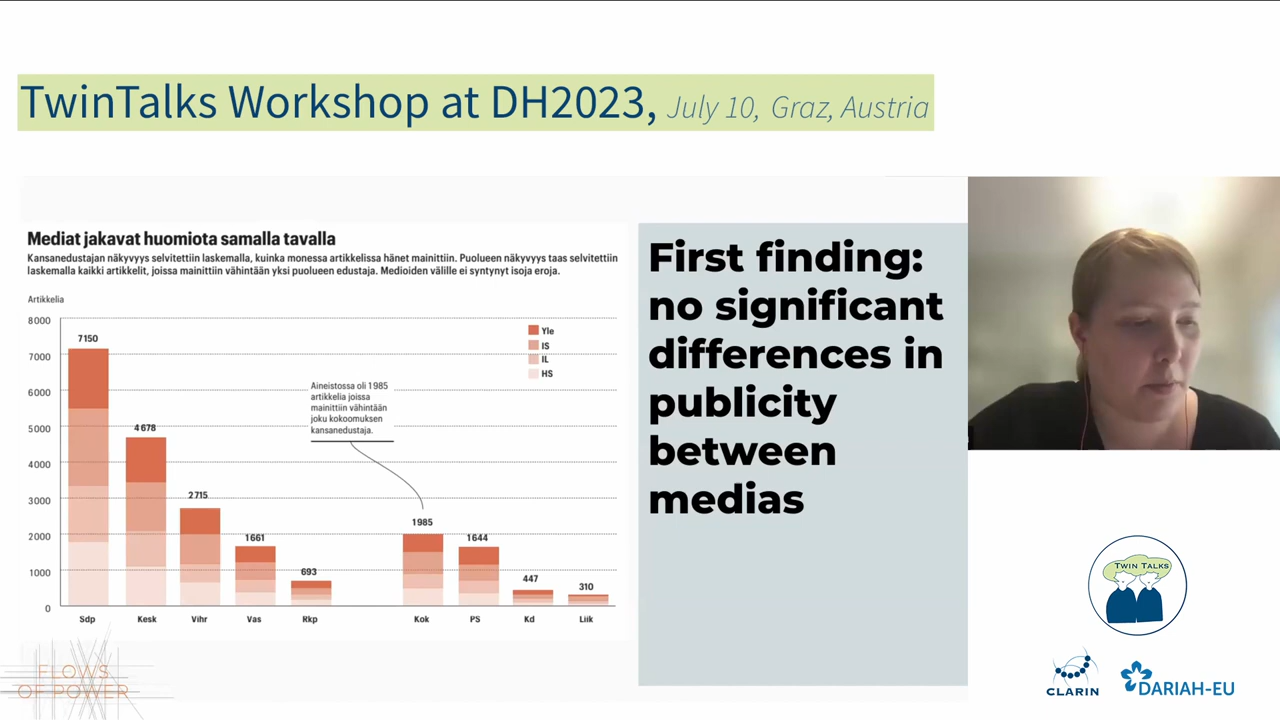 TwinTalks Workshop at DH2023, July 10, Graz, Austria
Mediat jakavat huomiota samalla tavalla
Kansanedustajan näkyvyys selvitettiin laskemalla, kuinka monessa artikkelissa hänet mainittiin. Puolueen näkyvyys taas selvitettiin
laskemalla kaikki artikkelit, joissa mainittiin vähintään yksi puolueen edustaja. Medioiden välille ei syntynyt isoja eroja.
Artikkelia
8000
7000
6000
5000
4000
3000
2000
1000
0
7150
4678
2715
1661
693
1985
1644
447
310
Yle
IS
IL
HS
Aineistossa oli 1985
artikkelia joissa
mainittiin vähintään
joku kokoomuksen
kansanedustaja.
Sdp
Kesk
Vihr
Vas
Rkp
Kok
PS
Kd
Liik
First finding:
no significant
differences in
publicity
between
medias
FLOWS
OF POWER
TWIN TALKS
CLARIN
DARIAH-EU